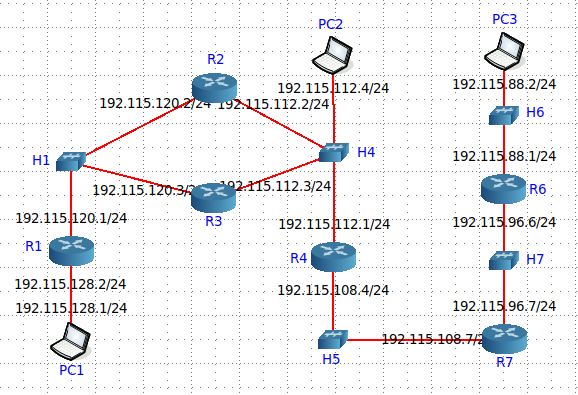 PC2
PC3
R2
192.115.112.4/24
192.115.88.2/24
192.115.120.2/24
192.115.112.2/24
H6
H1
H4
192.115.88.1/24
192.115.120.3/2
192.115.112.3/24
R6
R3
192.115.120.1/24
192.115.112.1/24
192.115.96.6/24
R1
R4
H7
192.115.128.2/24
192.115.108.4/24
192.115.128.1/24
192.115.96.7/24
192.115.108.7/2
H5
R7
PC1